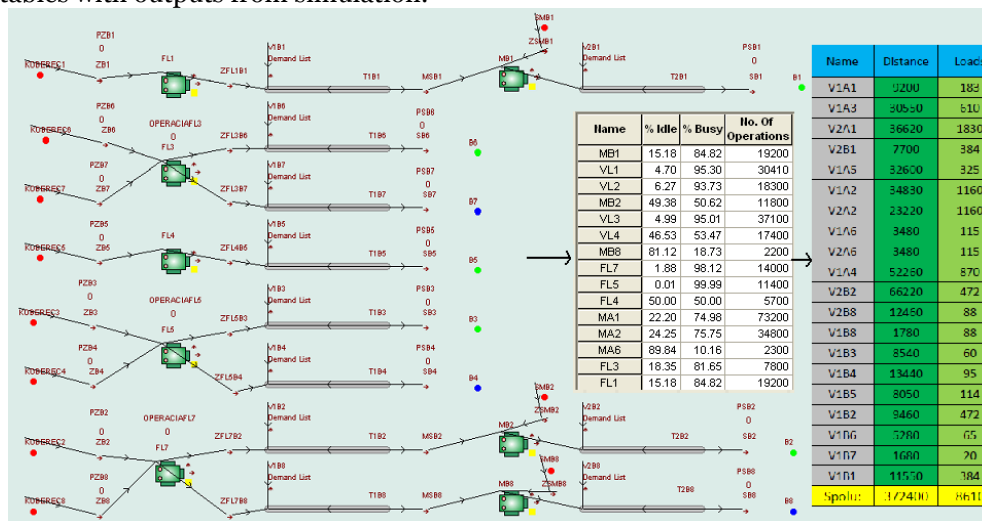 tables with outputs from simulation.
PZB1
0
KOBEREC1
ZB1
FL1
ZFL1B1
V1B1
Demand List
T1B1
MSB1
MB1
ZSMB1
V2B1
Demand List
T2B1
PSB1
0
SB1
B1
PZB6
0
KOBEREC6
ZB6
OPERACIAFL3
0
FL3
ZFL3B6
V1B6
Demand List
T1B6
PSB6
0
SB6
B6
PZB7
0
KOBEREC7
ZB7
ZFL3B7
T1B7
PSB7
0
SB7
B7
PZB5
0
KOBEREC5
ZB5
FL4
ZFL4B5
V1B5
Demand List
T1B5
PSB5
0
SB5
B5
PZB3
0
KOBEREC3
ZB3
OPERACIAFL5
0
FL5
ZFL5B3
V1B3
Demand List
T1B3
PSB3
0
SB3
B3
PZB4
0
KOBEREC4
ZB4
ZFL5B4
V1B4
Demand List
T1B4
PSB4
0
SB4
B4
PZB2
0
KOBEREC2
ZB2
OPERACIAFL7
0
FL7
ZFL7B2
V1B2
Demand List
T1B2
MSB2
MB2
SMB2
ZSMB2
V2B2
Demand List
T2B2
PSB2
0
SB2
B2
PZB8
0
KOBEREC8
ZB8
ZFL7B8
V1B8
Demand List
T1B8
MSB8
MB8
SMB8
ZSMB8
V2B8
Demand List
T2B8
PSB8
0
SB8
B8
Name % Idle % Busy No. Of Operations
MB1 15.18 84.82 19200
VL1 4.70 95.30 30410
VL2 6.27 93.73 18300
MB2 49.38 50.62 11800
VL3 4.99 95.01 37100
VL4 46.53 53.47 17400
MB8 81.12 18.73 2200
FL7 1.88 98.12 14000
FL5 0.01 99.99 11400
FL4 50.00 50.00 5700
MA1 22.20 74.98 73200
MA2 24.25 75.75 34800
MA6 89.84 10.16 2300
FL3 18.35 81.65 7800
FL1 15.18 84.82 19200
Name Distance Loads
V1A1 9200 183
V1A3 30550 610
V2A1 36620 1830
V2B1 7700 384
V1A5 32600 325
V1A2 34830 1160
V2A2 23220 1160
V1A6 3480 115
V2A6 3480 115
V1A4 52260 870
V2B2 66220 472
V2B8 12460 88
V1B8 1780 88
V1B3 8540 60
V1B4 13440 95
V1B5 8050 114
V1B2 9460 472
V1B6 5280 65
V1B7 1680 20
V1B1 11550 384
Spolu: 372400 8610